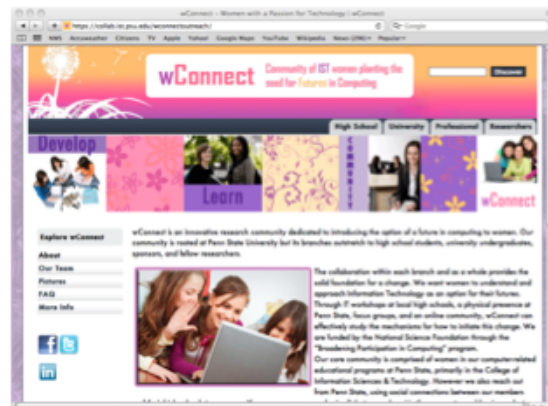 wConnect - Women with a Passion for Technology | wConnect
https://collab.ist.psu.edu/wconnectoutreach/
Google
NWS Accuweather Citizens TV Apple Yahoo! Google Maps YouTube Wikipedia News Popular
wConnect
Community of IST women planting the
seed for Futures in Computing
Discover
High School University Professional Researchers
Develop
Learn
COMMUNITY
wConnect
Explore wConnect
About
Our Team
Pictures
FAQ
More Info
wConnect is an innovative research community dedicated to introducing the option of a future in computing to women. Our
community is rooted at Penn State University but its branches outstretch to high school students, university undergraduates,
sponsors, and fellow researchers.
The collaboration within each branch and as a whole provides the
solid foundation for a change. We want women to understand and
approach Information Technology as an option for their futures.
Through IT workshops at local high schools, a physical presence at
Penn State, focus groups, and an online community, wConnect can
effectively study the mechanisms for how to initiate this change. We
are funded by the National Science Foundation through the
"Broadening Participation in Computing" program.
Our core community is comprised of women in our computer-related
educational programs at Penn State, primarily in the College of
Information Sciences & Technology. However we also reach out
from Penn State, using social connections between our members
f
in